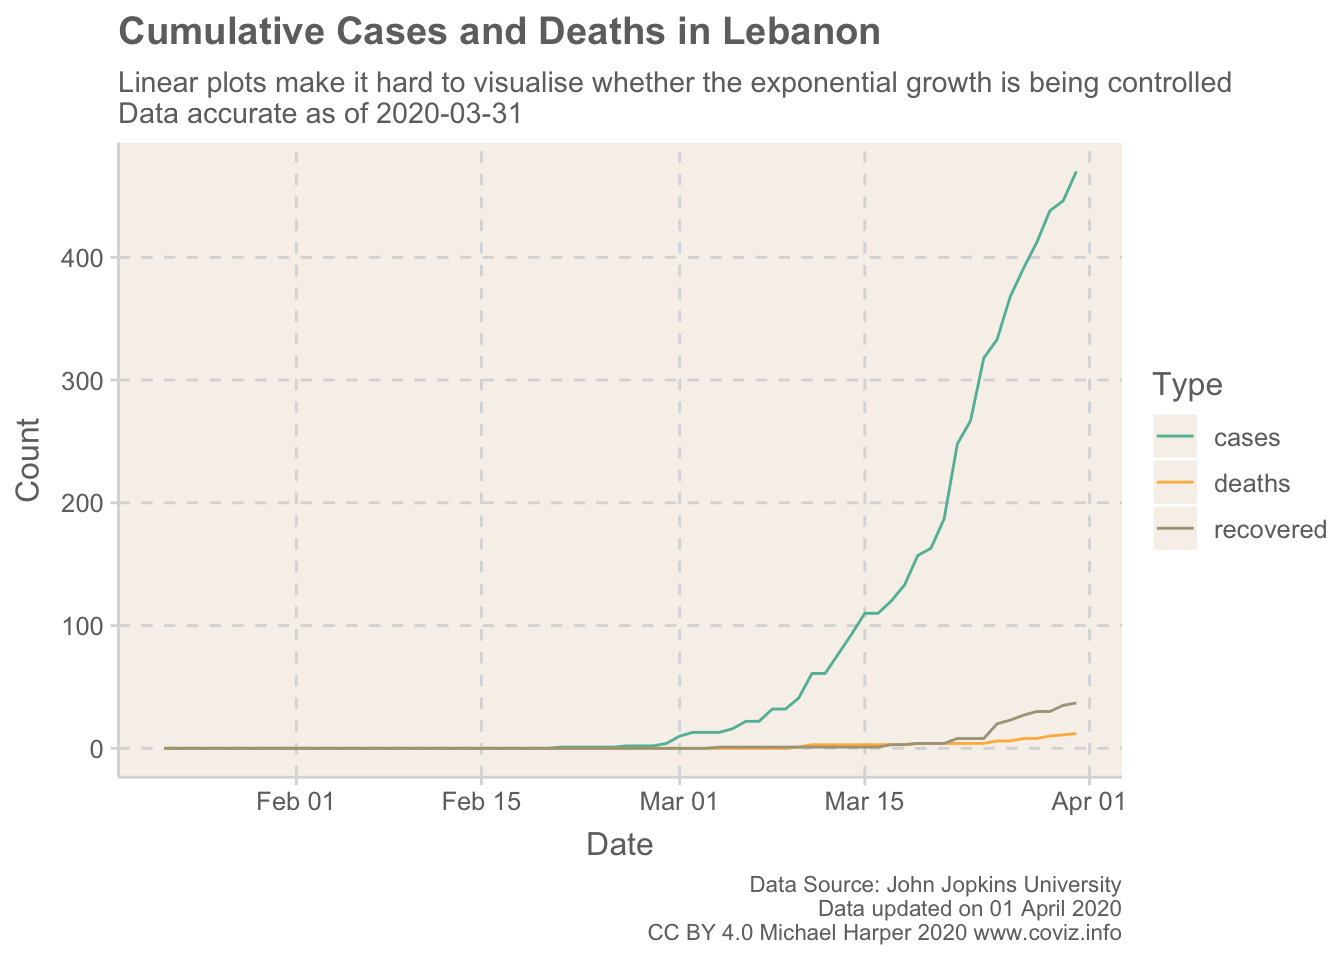 Cumulative Cases and Deaths in Lebanon
Linear plots make it hard to visualise whether the exponential growth is being controlled
Data accurate as of 2020-03-31
Count
400
300
200
100
0
Feb 01
Feb 15
Mar 01
Mar 15
Apr 01
Date
Type
cases
deaths
recovered
Data Source: John Jopkins University
Data updated on 01 April 2020
CC BY 4.0 Michael Harper 2020 www.coviz.info